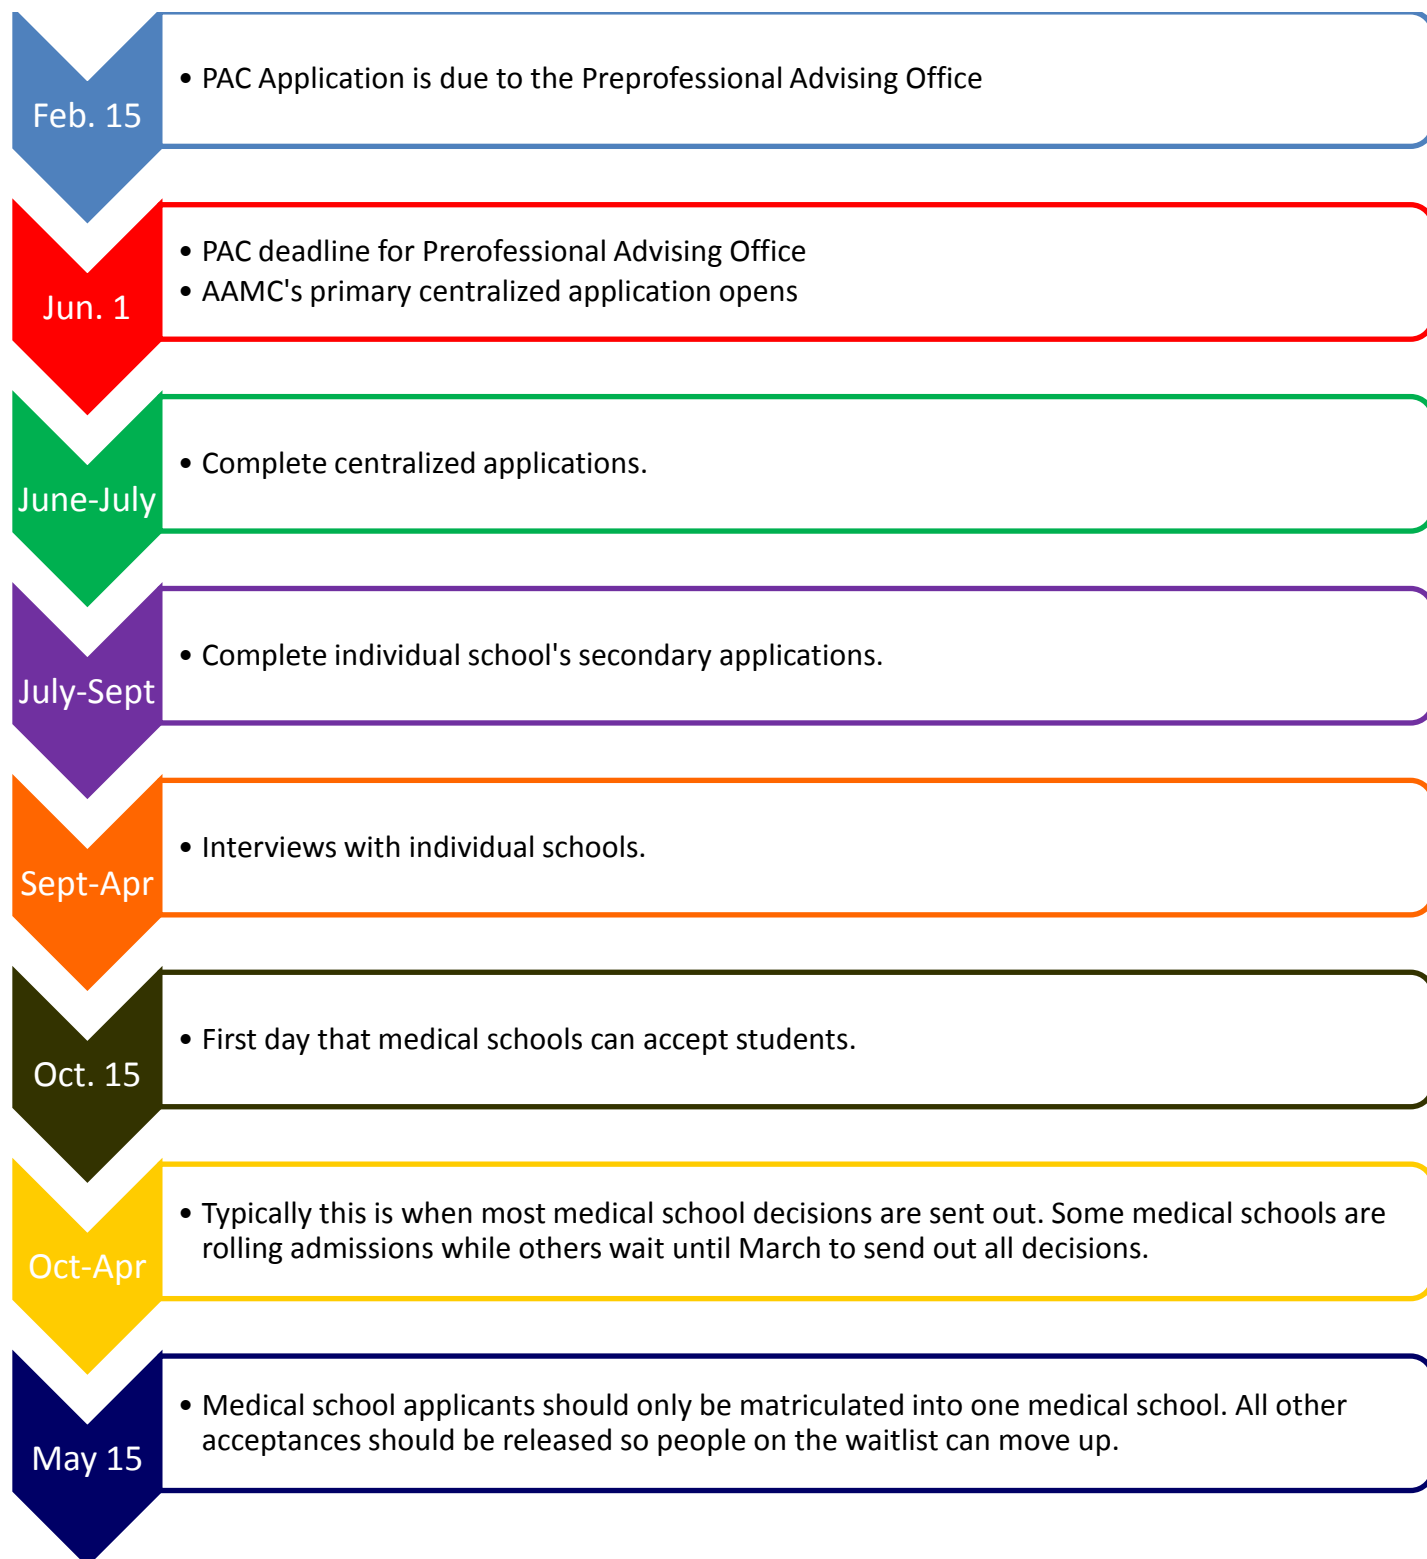 Feb. 15
• PAC Application is due to the Preprofessional Advising Office
Jun. 1
• PAC deadline for Prerofessional Advising Office
• AAMC's primary centralized application opens
June-July
• Complete centralized applications.
July-Sept
• Complete individual school's secondary applications.
Sept-Apr
• Interviews with individual schools.
Oct. 15
• First day that medical schools can accept students.
Oct-Apr
• Typically this is when most medical school decisions are sent out. Some medical schools are
rolling admissions while others wait until March to send out all decisions.
May 15
• Medical school applicants should only be matriculated into one medical school. All other
acceptances should be released so people on the waitlist can move up.